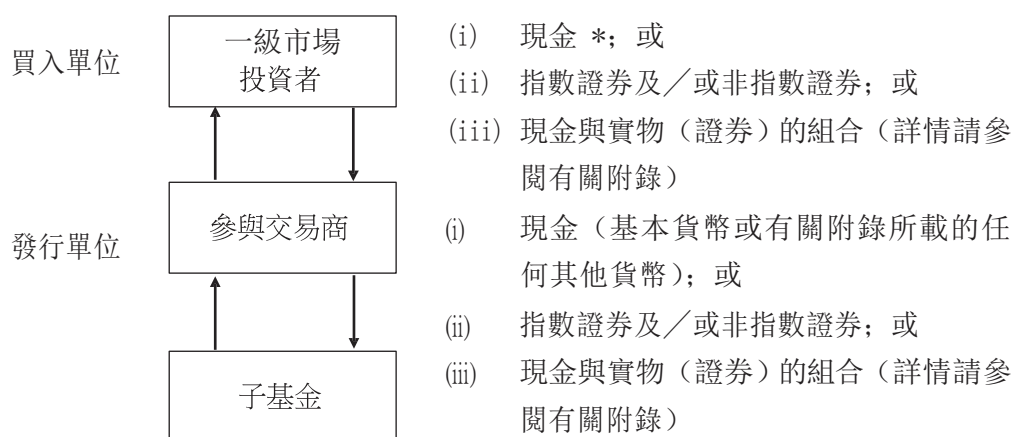 買入單位
一級市場
投資者
(i) 現金 *；或
(ii) 指數證券及／或非指數證券；或
(iii) 現金與實物（證券）的組合（詳情請參
閱有關附錄）
發行單位
參與交易商
(i) 現金（基本貨幣或有關附錄所載的任
何其他貨幣）；或
(ii) 指數證券及／或非指數證券；或
(iii) 現金與實物（證券）的組合（詳情請參
閱有關附錄）
子基金